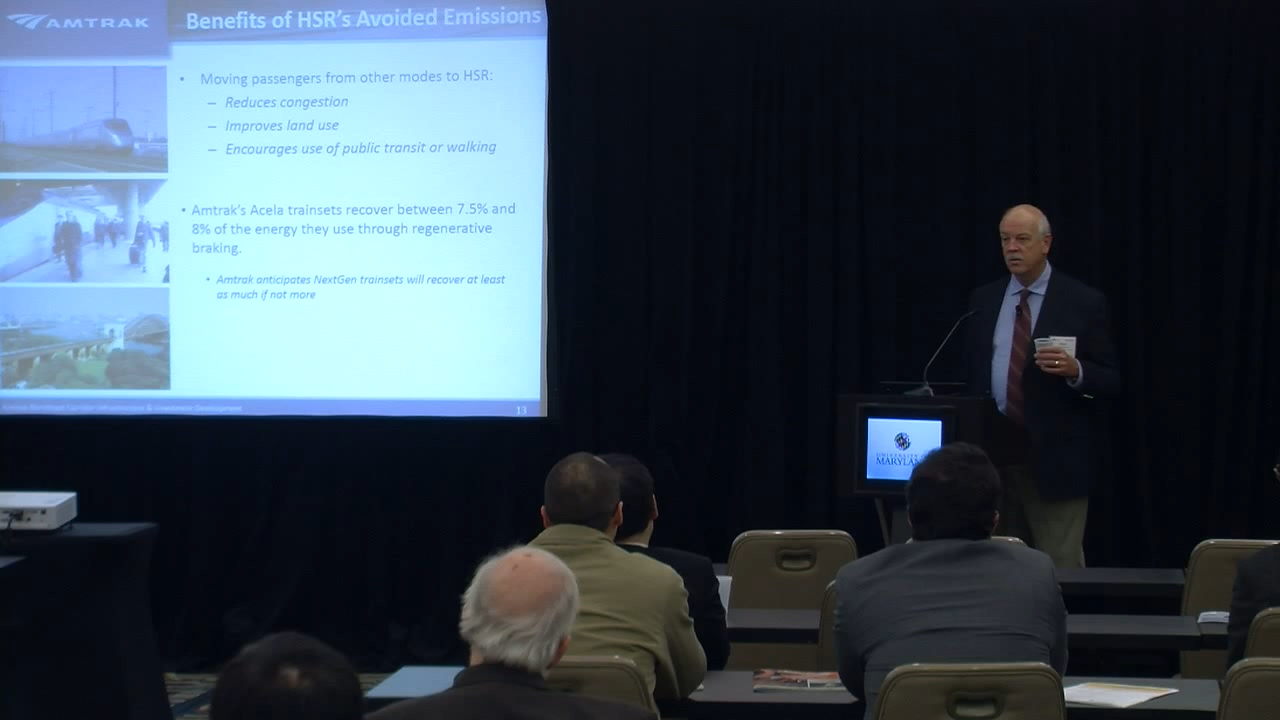 AMTRAK
Benefits of HSR's Avoided Emissions
• Moving passengers from other modes to HSR:
– Reduces congestion
– Improves land use
– Encourages use of public transit or walking
• Amtrak's Acela trainsets recover between 7.5% and
8% of the energy they use through regenerative
braking.
• Amtrak anticipates NextGen trainsets will recover at least
as much if not more
13
UNIVERSITY
MARYLAN